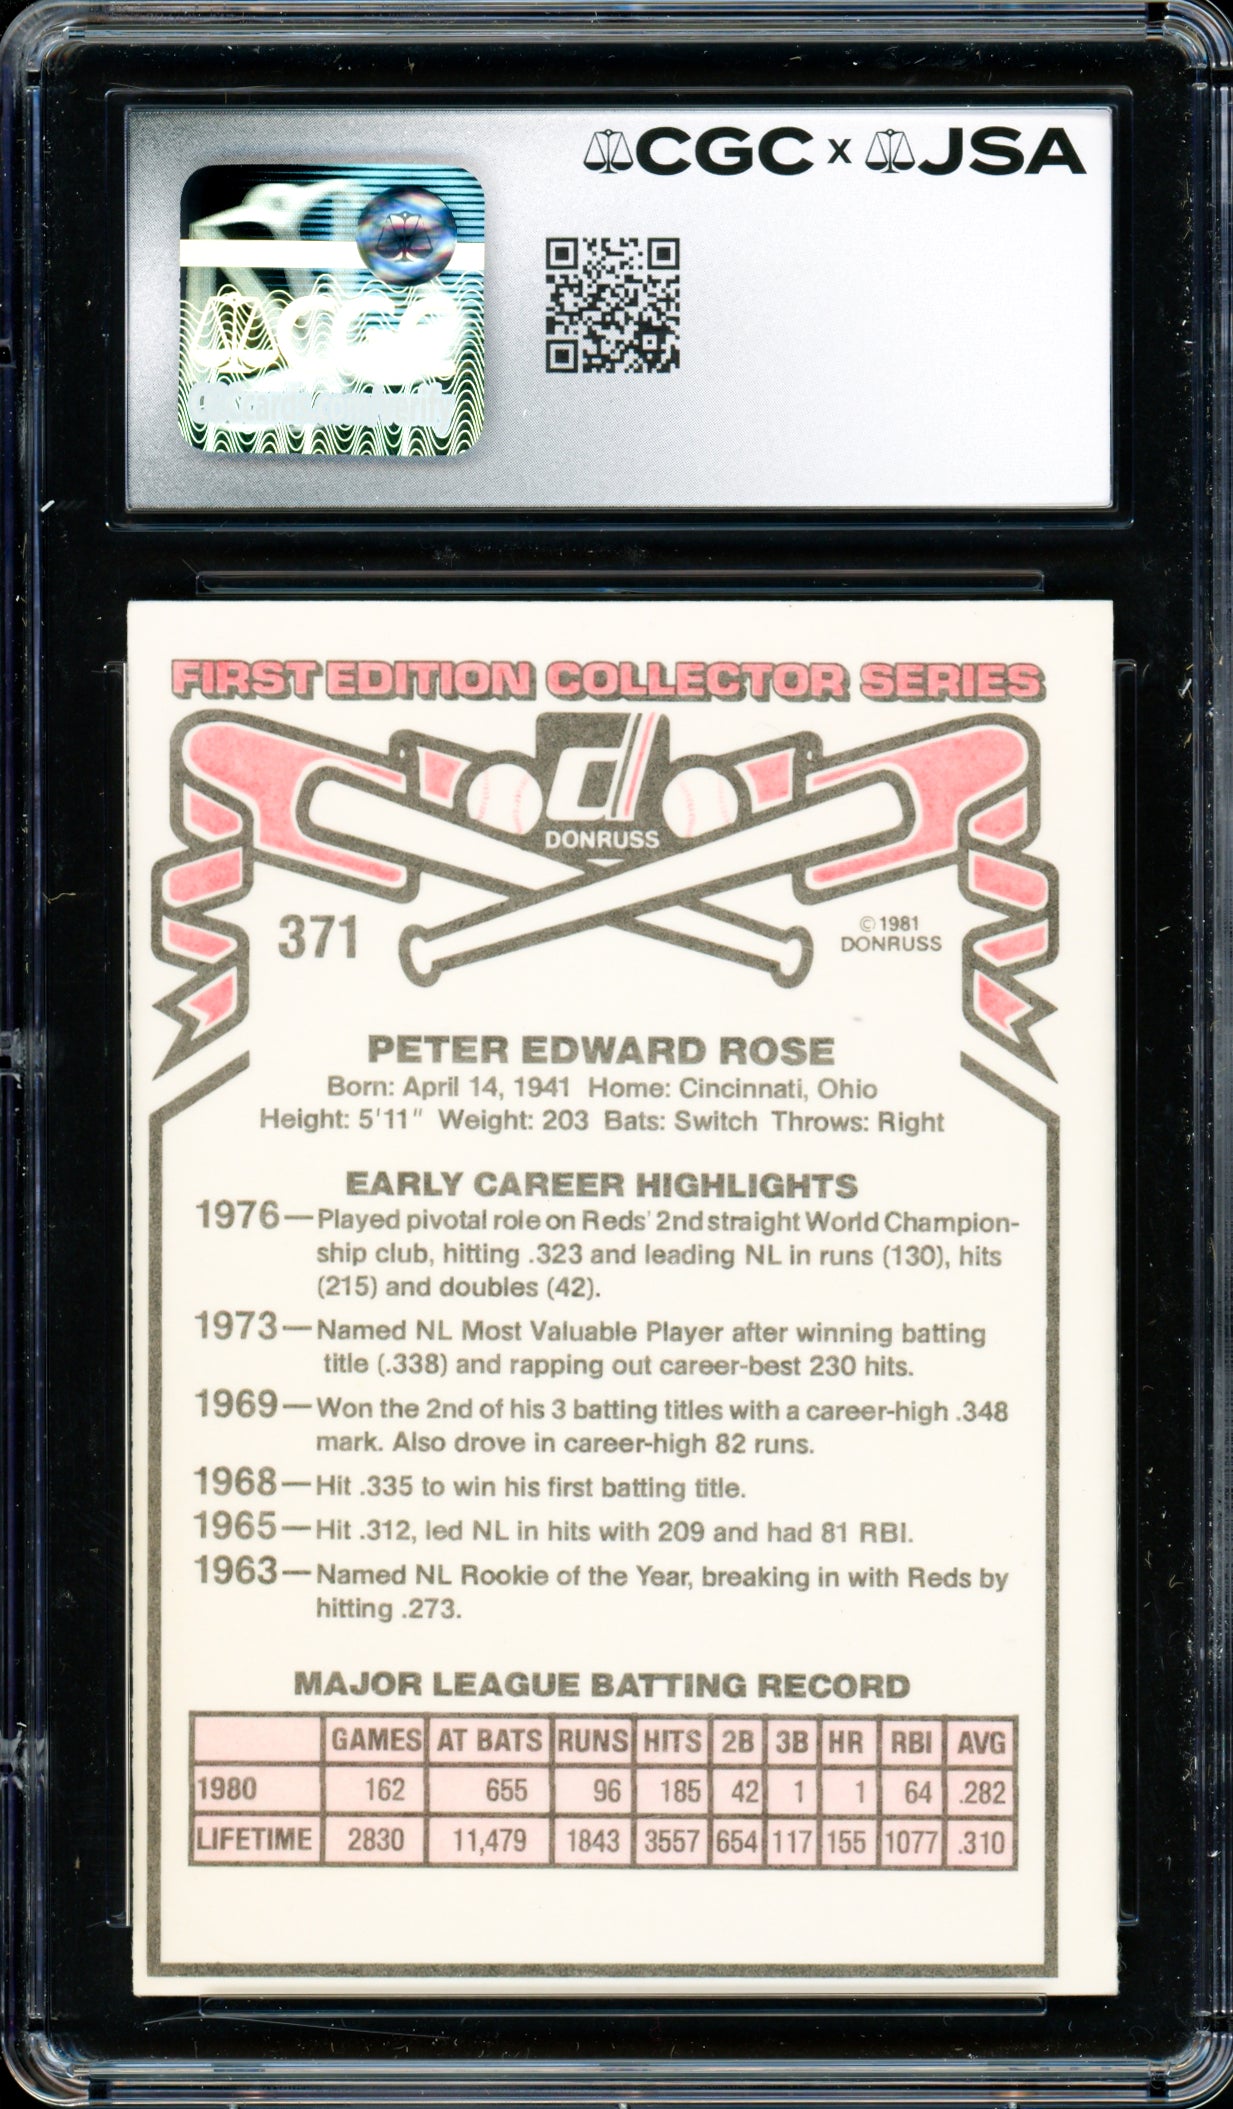 CGC x JSA
CGC
FIRST EDITION COLLECTOR SERIES
d
DONRUSS
371
© 1981
DONRUSS
PETER EDWARD ROSE
Born: April 14, 1941 Home: Cincinnati, Ohio
Height: 5'11" Weight: 203 Bats: Switch Throws: Right
EARLY CAREER HIGHLIGHTS
1976—Played pivotal role on Reds' 2nd straight World Champion-
ship club, hitting .323 and leading NL in runs (130), hits
(215) and doubles (42).
1973—Named NL Most Valuable Player after winning batting
title (.338) and rapping out career-best 230 hits.
1969—Won the 2nd of his 3 batting titles with a career-high .348
mark. Also drove in career-high 82 runs.
1968—Hit .335 to win his first batting title.
1965—Hit .312, led NL in hits with 209 and had 81 RBI.
1963—Named NL Rookie of the Year, breaking in with Reds by
hitting .273.
MAJOR LEAGUE BATTING RECORD
GAMES AT BATS RUNS HITS 2B 3B HR RBI AVG
1980 162 655 96 185 42 1 1 64 .282
LIFETIME 2830 11,479 1843 3557 654 117 155 1077 .310